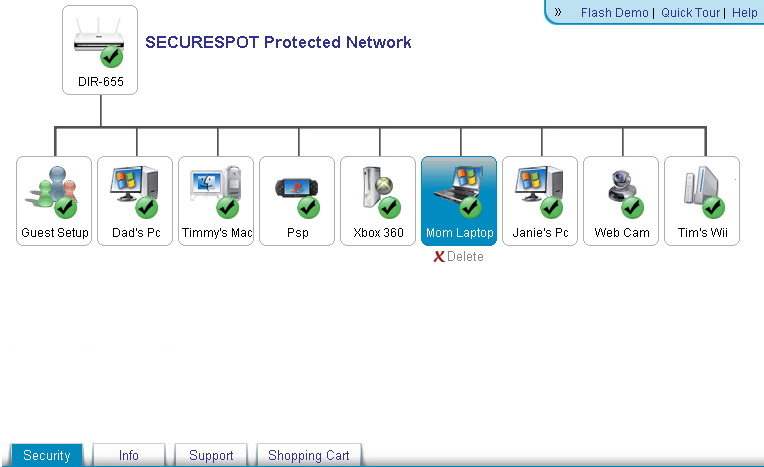 » Flash Demo | Quick Tour | Help
SECURESPOT Protected Network
DIR-655
Guest Setup
Dad's Pc
Timmy's Mac
Psp
Xbox 360
Mom Laptop
Janie's Pc
Web Cam
Tim's Wii
X Delete
Security
Info
Support
Shopping Cart